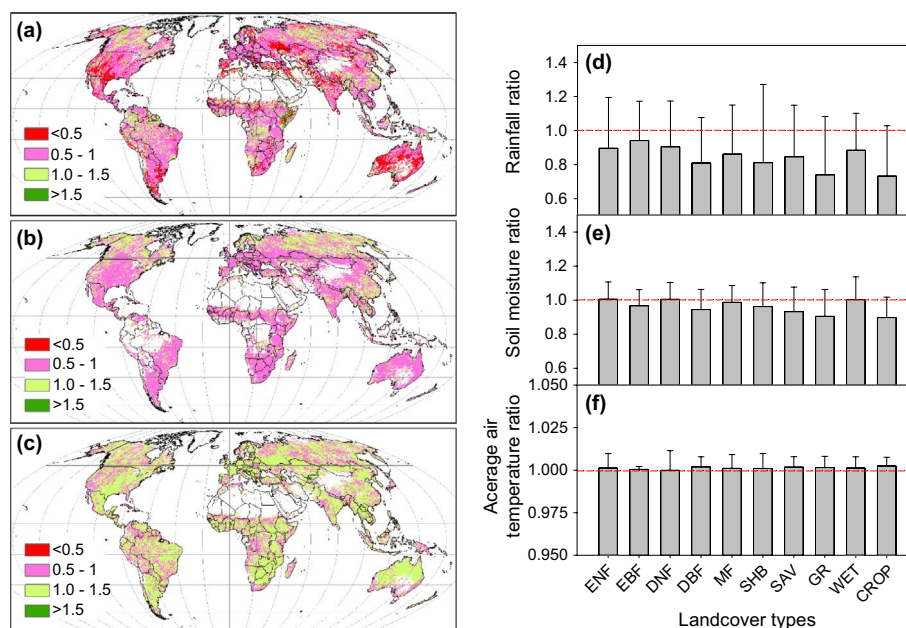 (a)
<0.5
0.5 - 1
1.0 - 1.5
>1.5
(b)
<0.5
0.5 - 1
1.0 - 1.5
>1.5
(c)
<0.5
0.5 - 1
1.0 - 1.5
>1.5
(d)
Rainfall ratio
1.4
1.2
1.0
0.8
0.6
(e)
Soil moisture ratio
1.4
1.2
1.0
0.8
0.6
(f)
Acerage air
temperature ratio
1.050
1.025
1.000
0.975
0.950
ENF
EBF
DNF
DBF
MF
SHB
SAV
GR
WET
CROP
Landcover types